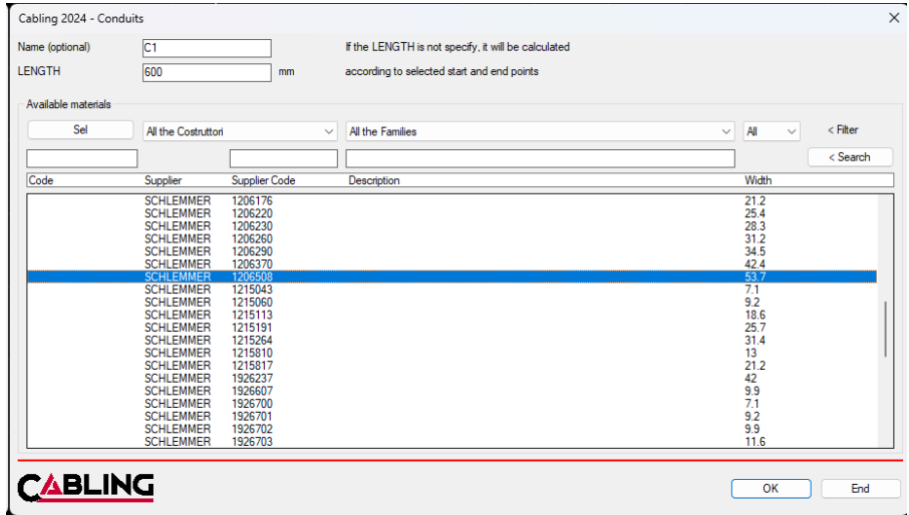 Cabling 2024 - Conduits
Name (optional) C1 If the LENGTH is not specify, it will be calculated
LENGTH 600 mm according to selected start and end points
Available materials
Sel All the Costruttori All the Families All < Filter
< Search
Code Supplier Supplier Code Description Width
SCHLEMMER 1206176 21.2
SCHLEMMER 1206220 25.4
SCHLEMMER 1206230 28.3
SCHLEMMER 1206260 31.2
SCHLEMMER 1206290 34.5
SCHLEMMER 1206370 42.4
SCHLEMMER 1206508 53.7
SCHLEMMER 1215043 7.1
SCHLEMMER 1215060 9.2
SCHLEMMER 1215113 18.6
SCHLEMMER 1215191 25.7
SCHLEMMER 1215264 31.4
SCHLEMMER 1215810 13
SCHLEMMER 1215817 21.2
SCHLEMMER 1926237 42
SCHLEMMER 1926607 9.9
SCHLEMMER 1926700 7.1
SCHLEMMER 1926701 9.2
SCHLEMMER 1926702 9.9
SCHLEMMER 1926703 11.6
CABLING OK End